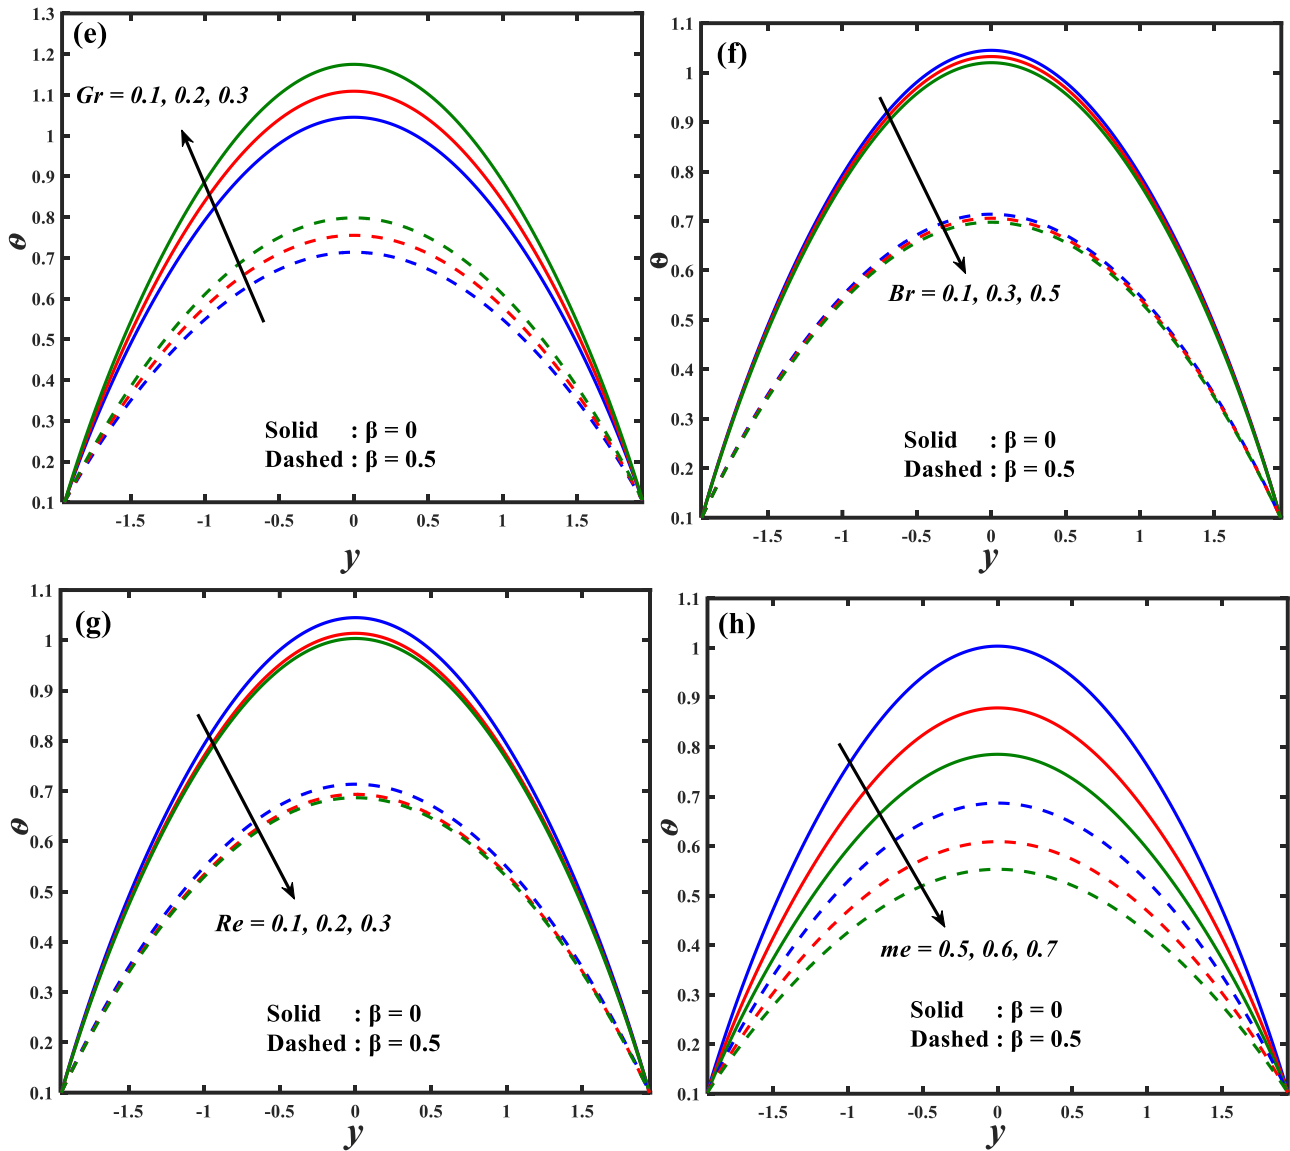 (e)
1.3
1.2
1.1
1
0.9
0.8
0.7
0.6
0.5
0.4
0.3
0.2
0.1
θ
Gr = 0.1, 0.2, 0.3
Solid : β = 0
Dashed : β = 0.5
-1.5 -1 -0.5 0 0.5 1 1.5
y
(f)
1.1
1
0.9
0.8
0.7
0.6
0.5
0.4
0.3
0.2
0.1
θ
Br = 0.1, 0.3, 0.5
Solid : β = 0
Dashed : β = 0.5
-1.5 -1 -0.5 0 0.5 1 1.5
y
(g)
1.1
1
0.9
0.8
0.7
0.6
0.5
0.4
0.3
0.2
0.1
θ
Re = 0.1, 0.2, 0.3
Solid : β = 0
Dashed : β = 0.5
-1.5 -1 -0.5 0 0.5 1 1.5
y
(h)
1.1
1
0.9
0.8
0.7
0.6
0.5
0.4
0.3
0.2
0.1
θ
me = 0.5, 0.6, 0.7
Solid : β = 0
Dashed : β = 0.5
-1.5 -1 -0.5 0 0.5 1 1.5
y